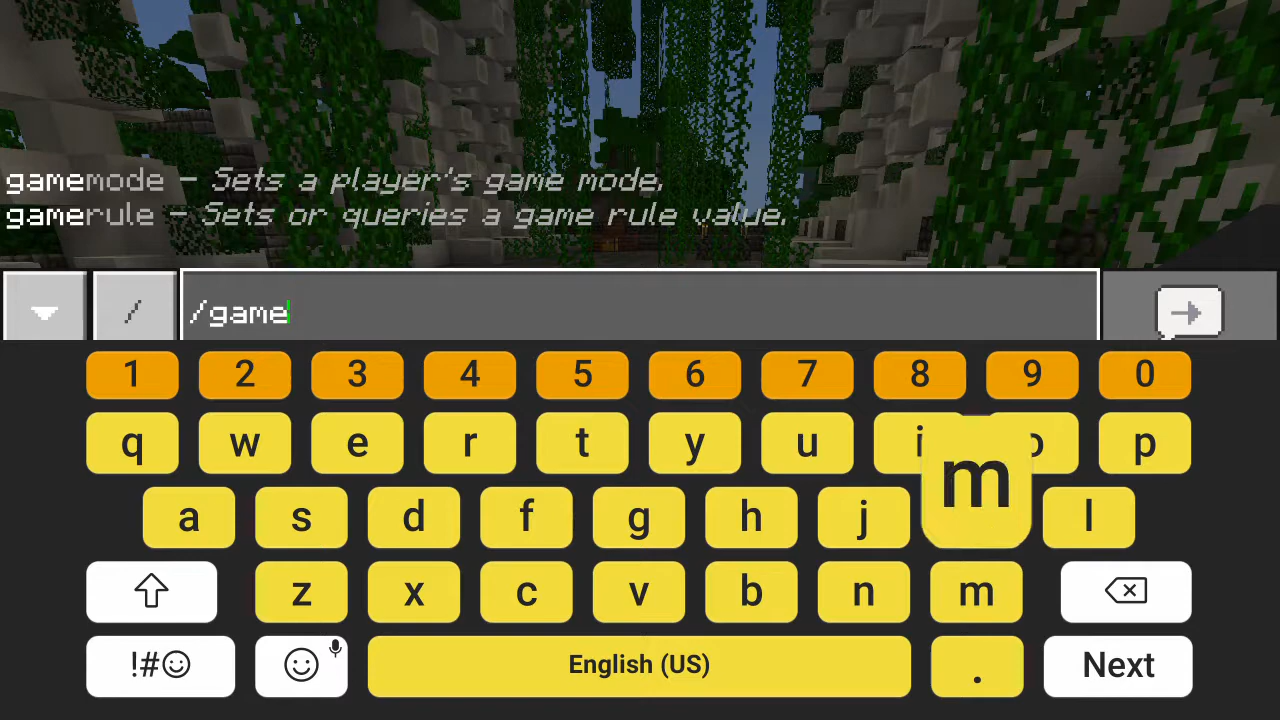 gamemode – Sets a player's game mode.
gamerule – Sets or queries a game rule value.
/ /game
1 2 3 4 5 6 7 8 9 0
q w e r t y u i o p
a s d f g h j m l
z x c v b n m
!#☺ English (US) . Next